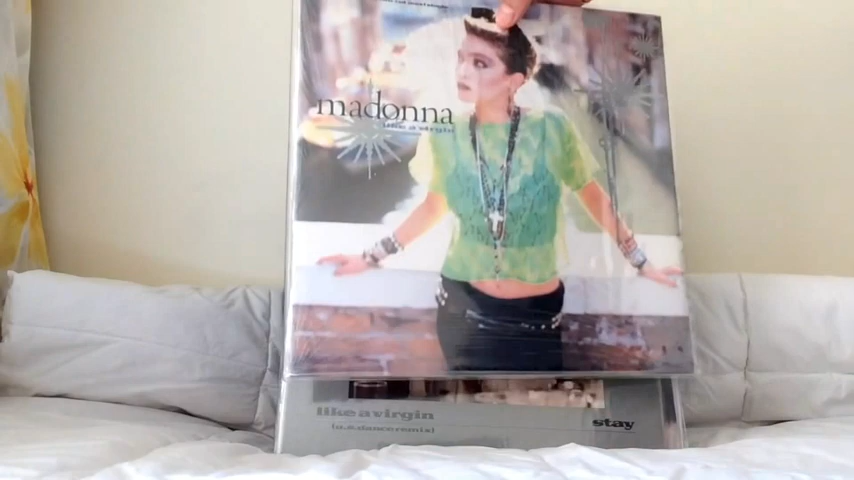 madonna
like a virgin
like a virgin
(u.s.dance remix)
stay